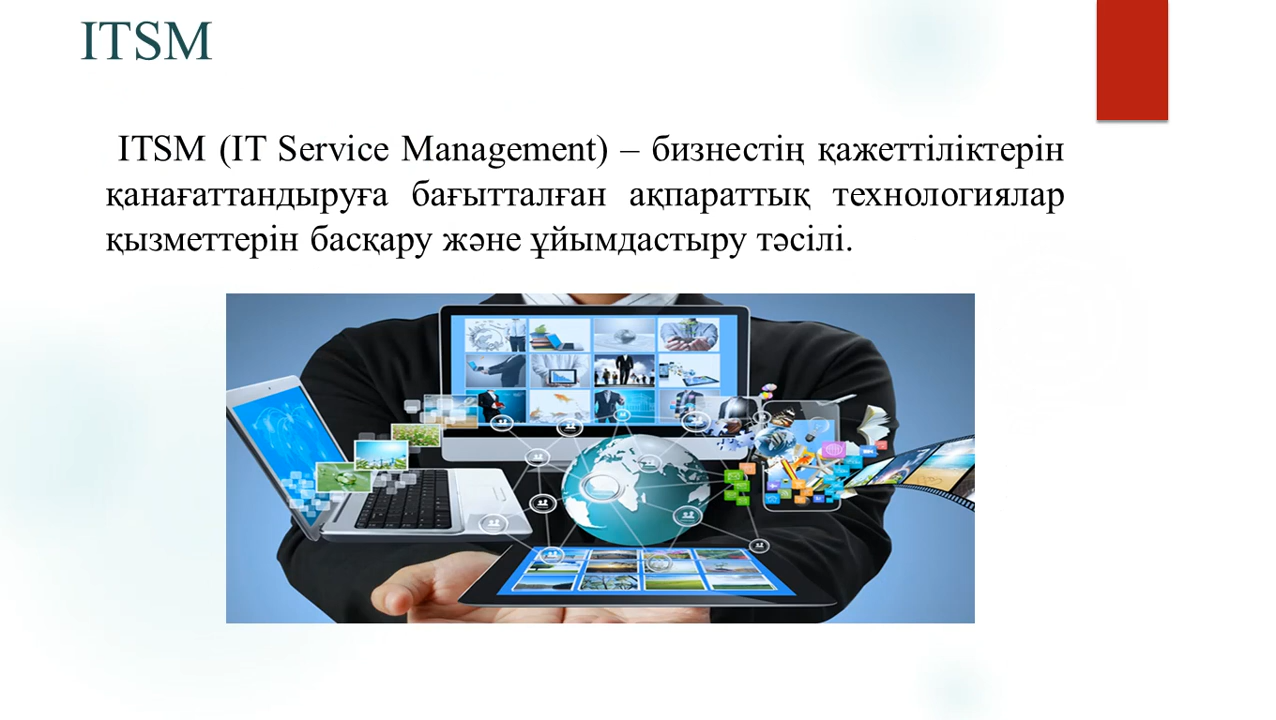 ITSM
ITSM (IT Service Management) – бизнестің қажеттіліктерін
қанағаттандыруға бағытталған ақпараттық технологиялар
қызметтерін басқару және ұйымдастыру тәсілі.